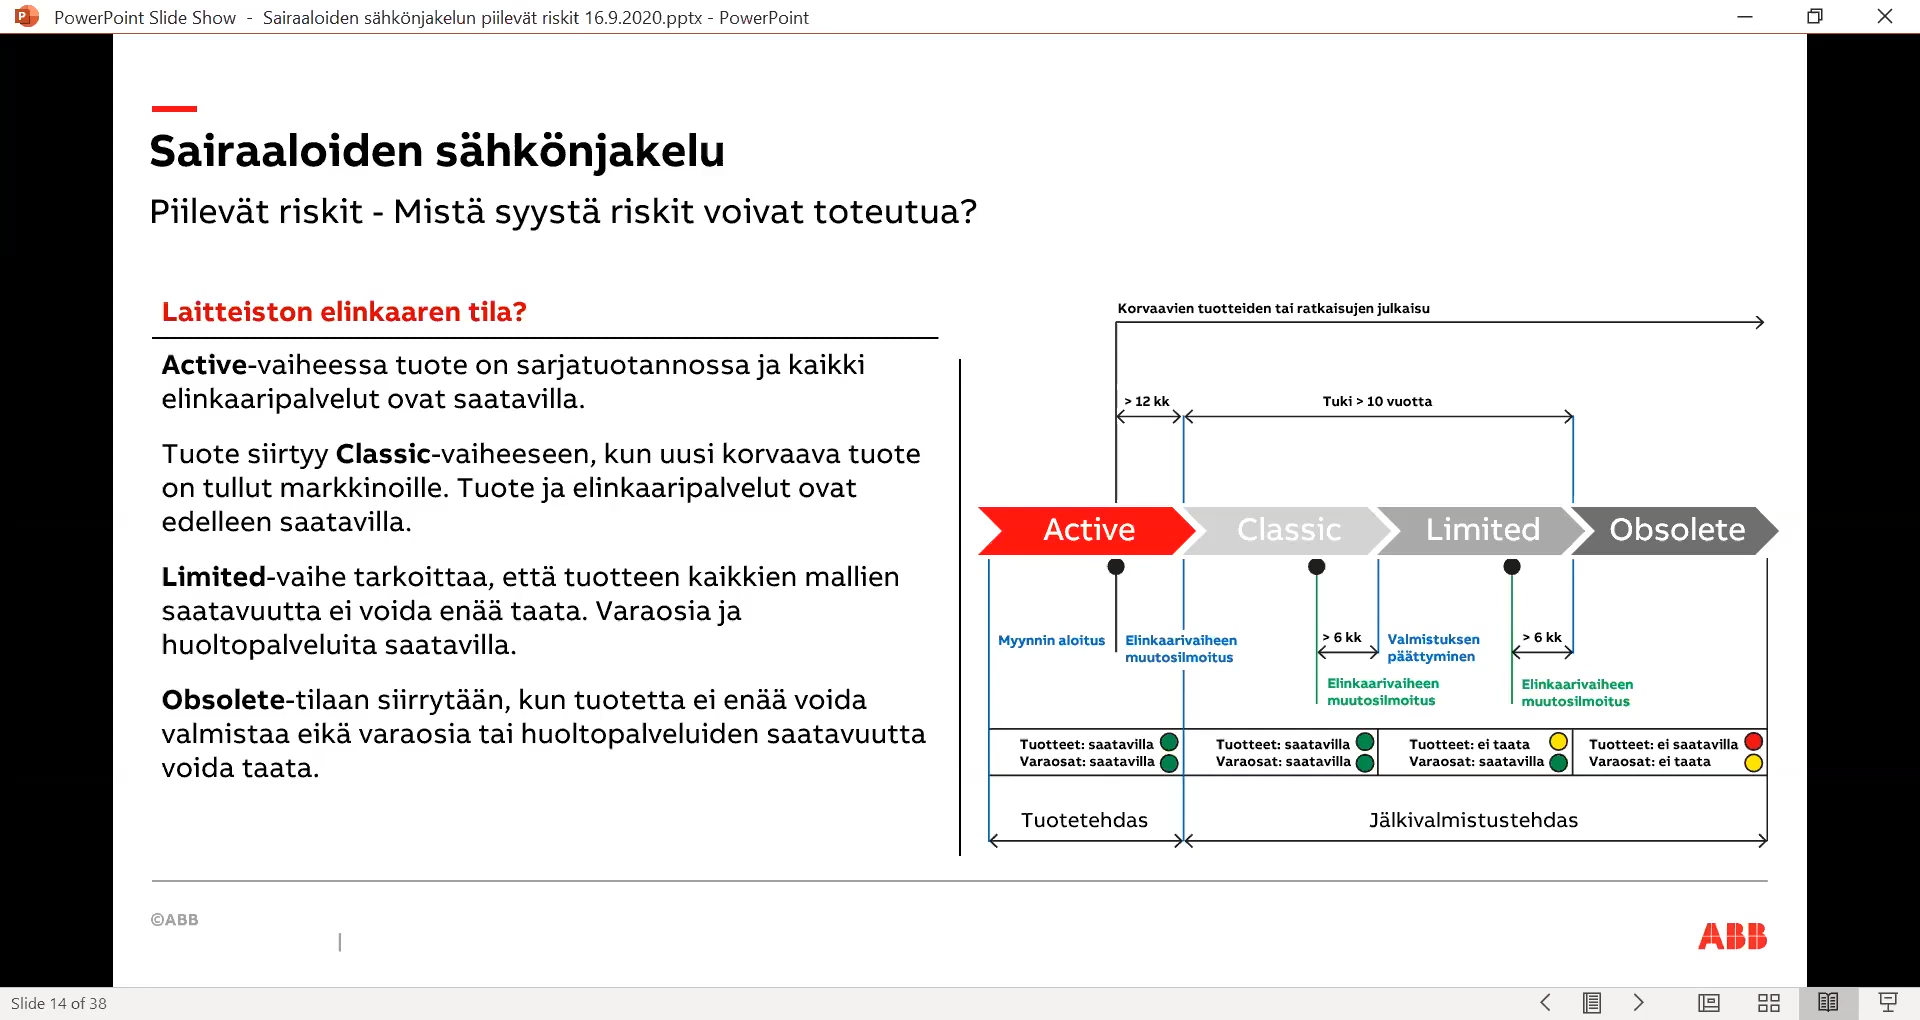 PowerPoint Slide Show - Sairaaloiden sähkönjakelun piilevät riskit 16.9.2020.pptx - PowerPoint
Sairaaloiden sähkönjakelu
Piilevät riskit - Mistä syystä riskit voivat toteutua?
Laitteiston elinkaaren tila?
Active-vaiheessa tuote on sarjatuotannossa ja kaikki
elinkaaripalvelut ovat saatavilla.
Tuote siirtyy Classic-vaiheeseen, kun uusi korvaava tuote
on tullut markkinoille. Tuote ja elinkaaripalvelut ovat
edelleen saatavilla.
Limited-vaihe tarkoittaa, että tuotteen kaikkien mallien
saatavuutta ei voida enää taata. Varaosia ja
huoltopalveluita saatavilla.
Obsolete-tilaan siirrytään, kun tuotetta ei enää voida
valmistaa eikä varaosia tai huoltopalveluiden saatavuutta
voida taata.
Korvaavien tuotteiden tai ratkaisujen julkaisu
> 12 kk
Tuki > 10 vuotta
Active
Classic
Limited
Obsolete
Myynnin aloitus
Elinkaarivaiheen
muutosilmoitus
> 6 kk
Valmistuksen
päättyminen
> 6 kk
Elinkaarivaiheen
muutosilmoitus
Elinkaarivaiheen
muutosilmoitus
Tuotteet: saatavilla
Varaosat: saatavilla
Tuotteet: saatavilla
Varaosat: saatavilla
Tuotteet: ei taata
Varaosat: saatavilla
Tuotteet: ei saatavilla
Varaosat: ei taata
Tuotetehdas
Jälkivalmistustehdas
©ABB
|
ABB
Slide 14 of 38